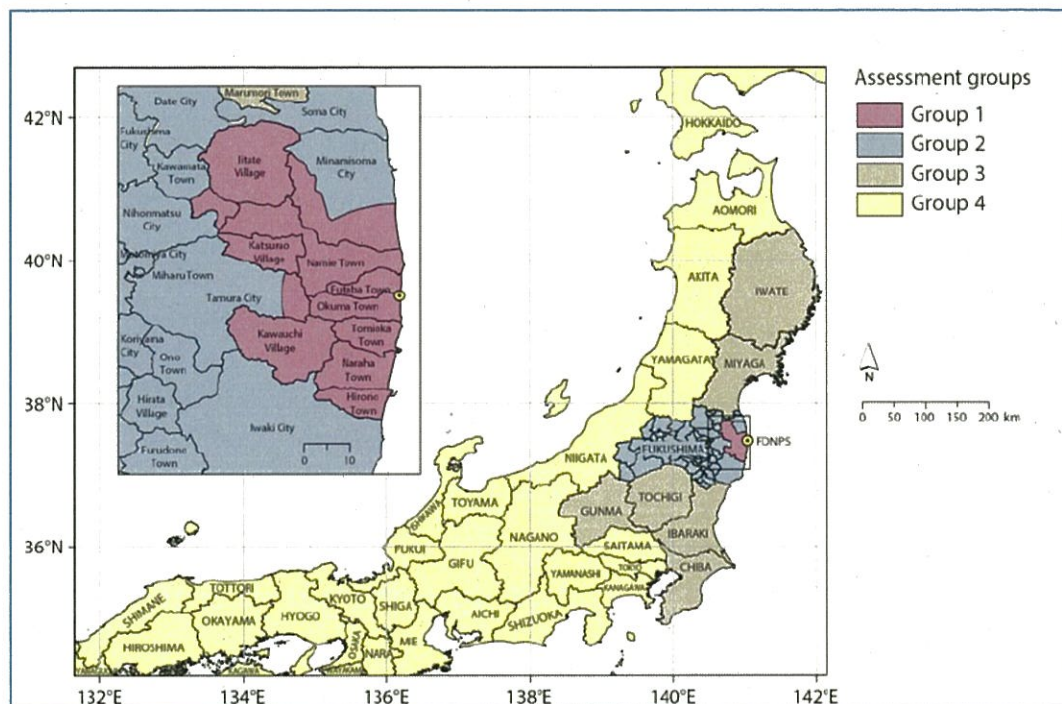 Assessment groups
Group 1
Group 2
Group 3
Group 4
42°N
40°N
38°N
36°N
132°E
134°E
136°E
138°E
140°E
142°E
N
0 50 100 150 200 km
Marumori Town
Date City
Soma City
Fukushima
City
Iitate
Village
Minamisoma
City
Kawamata
Town
Nihonmatsu
City
Katsurao
Village
Namie Town
Miharu Town
Futaba Town
Tamura City
Okuma Town
Koriyama
City
Kawauchi
Village
Tomioka
Town
Ono
Town
Naraha
Town
Hirata
Village
Hirono
Town
Iwaki City
Furudono
Town
0 10
HOKKAIDO
AOMORI
AKITA
IWATE
YAMAGATA
MIYAGA
FUKUSHIMA
FDNPS
NIIGATA
TOCHIGI
GUNMA
IBARAKI
TOYAMA
ISHIKAWA
NAGANO
SAITAMA
FUKUI
GIFU
TOKYO
CHIBA
YAMANASHI
KANAGAWA
TOTTORI
SHIMANE
KYOTO
SHIGA
HYOGO
OKAYAMA
AICHI
SHIZUOKA
HIROSHIMA
OSAKA
NARA
MIE
KAGAWA